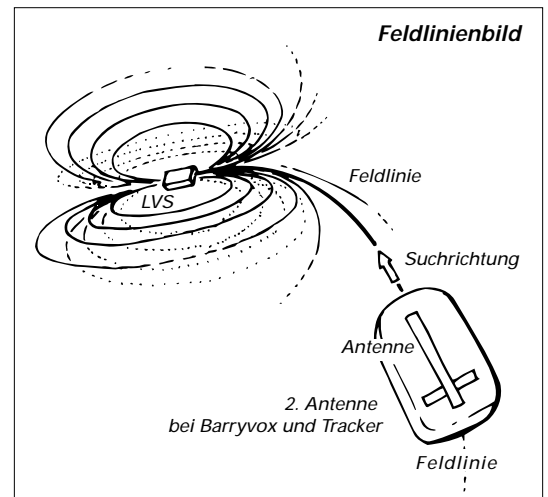 Feldlinienbild
Feldlinie
LVS
Suchrichtung
Antenne
2. Antenne
bei Barryvox und Tracker
Feldlinie